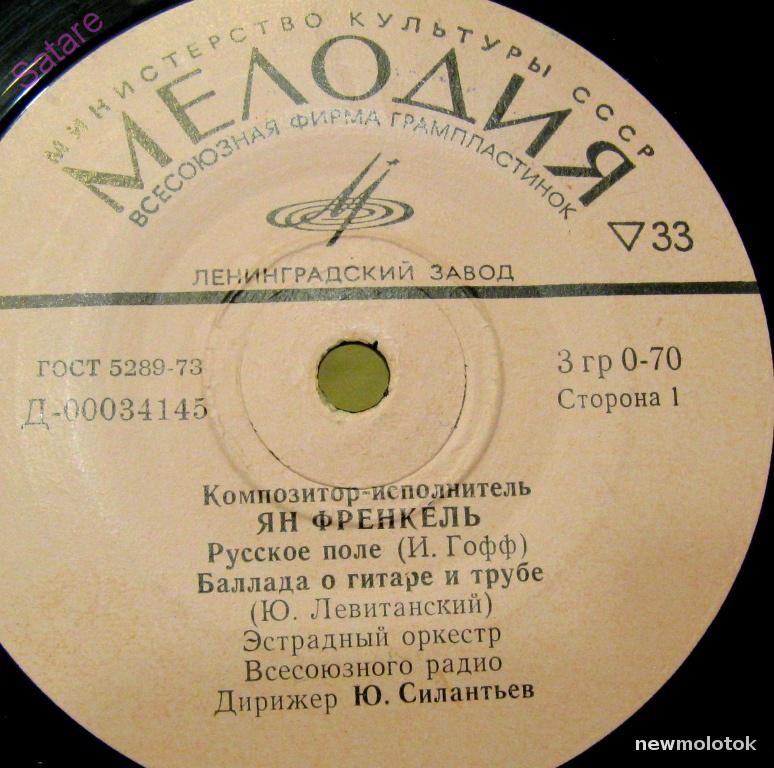 Satare
МИНИСТЕРСТВО КУЛЬТУРЫ СССР
МЕЛОДИЯ
ВСЕСОЮЗНАЯ ФИРМА ГРАМПЛАСТИНОК
▽33
ЛЕНИНГРАДСКИЙ ЗАВОД
ГОСТ 5289-73
3 гр 0-70
Д-00034145
Сторона 1
Композитор-исполнитель
ЯН ФРЕНКЕ́ЛЬ
Русское поле (И. Гофф)
Баллада о гитаре и трубе
(Ю. Левитанский)
Эстрадный оркестр
Всесоюзного радио
Дирижер Ю. Силантьев
newmolotok